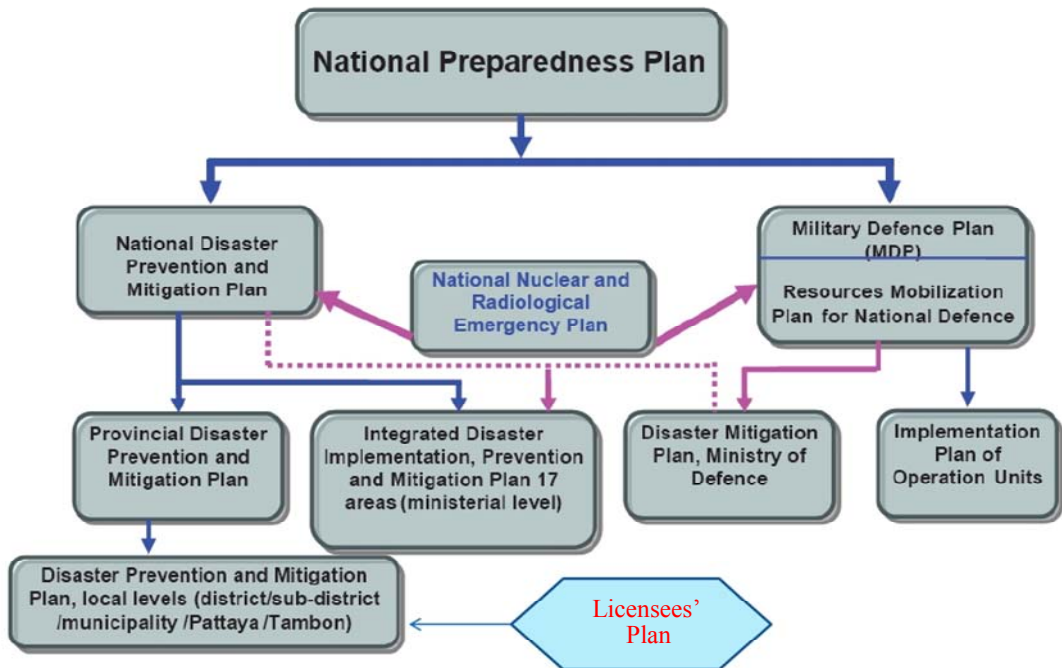 National Preparedness Plan
National Disaster
Prevention and
Mitigation Plan
National Nuclear and
Radiological
Emergency Plan
Military Defence Plan
(MDP)
Resources Mobilization
Plan for National Defence
Provincial Disaster
Prevention and
Mitigation Plan
Integrated Disaster
Implementation, Prevention
and Mitigation Plan 17
areas (ministerial level)
Disaster Mitigation
Plan, Ministry of
Defence
Implementation
Plan of
Operation Units
Disaster Prevention and Mitigation
Plan, local levels (district/sub-district
/municipality /Pattaya /Tambon)
Licensees’
Plan